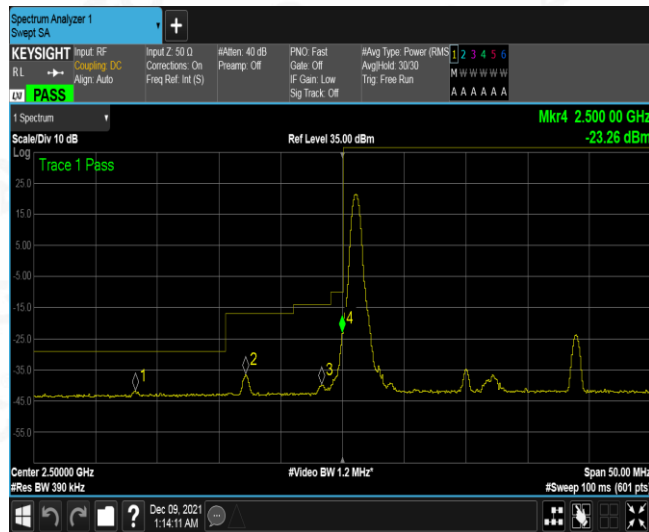 Spectrum Analyzer 1
Swept SA
KEYSIGHT
RL
LXI PASS
Input: RF
Coupling: DC
Align: Auto
Input Z: 50 Ω
Corrections: On
Freq Ref: Int (S)
#Atten: 40 dB
Preamp: Off
PNO: Fast
Gate: Off
IF Gain: Low
Sig Track: Off
#Avg Type: Power (RMS
Avg|Hold: 30/30
Trig: Free Run
1 2 3 4 5 6
M W W W W W
A A A A A A
1 Spectrum
Scale/Div 10 dB
Ref Level 35.00 dBm
Mkr4 2.500 00 GHz
-23.26 dBm
Log
Trace 1 Pass
25.0
15.0
5.00
-5.00
-15.0
-25.0
-35.0
-45.0
-55.0
1
2
3
4
Center 2.50000 GHz
#Res BW 390 kHz
#Video BW 1.2 MHz*
Span 50.00 MHz
#Sweep 100 ms (601 pts)
?
Dec 09, 2021
1:14:11 AM